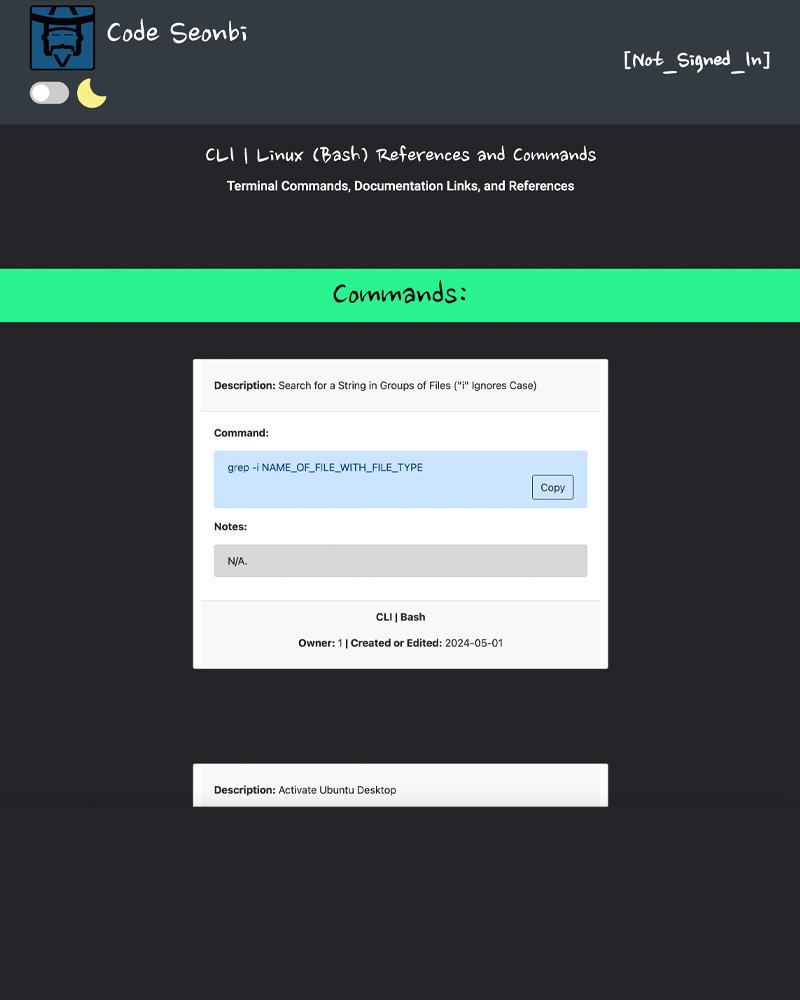 Code Seonbi
[Not_Signed_In]
CLI | Linux (Bash) References and Commands
Terminal Commands, Documentation Links, and References
Commands:
Description: Search for a String in Groups of Files ("i" Ignores Case)
Command:
grep -i NAME_OF_FILE_WITH_FILE_TYPE
Copy
Notes:
N/A.
CLI | Bash
Owner: 1 | Created or Edited: 2024-05-01
Description: Activate Ubuntu Desktop